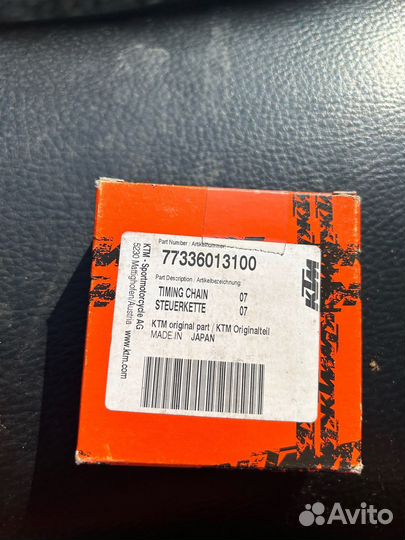 Part Number / Artikelnummer
77336013100
Part Description / Artikelbezeichnung:
TIMING CHAIN 07
STEUERKETTE 07
KTM original part / KTM Originalteil
MADE IN JAPAN
KTM - Sportmotorcycle AG
5230 Mattighofen/Austria
www.ktm.com
KTM
Avito